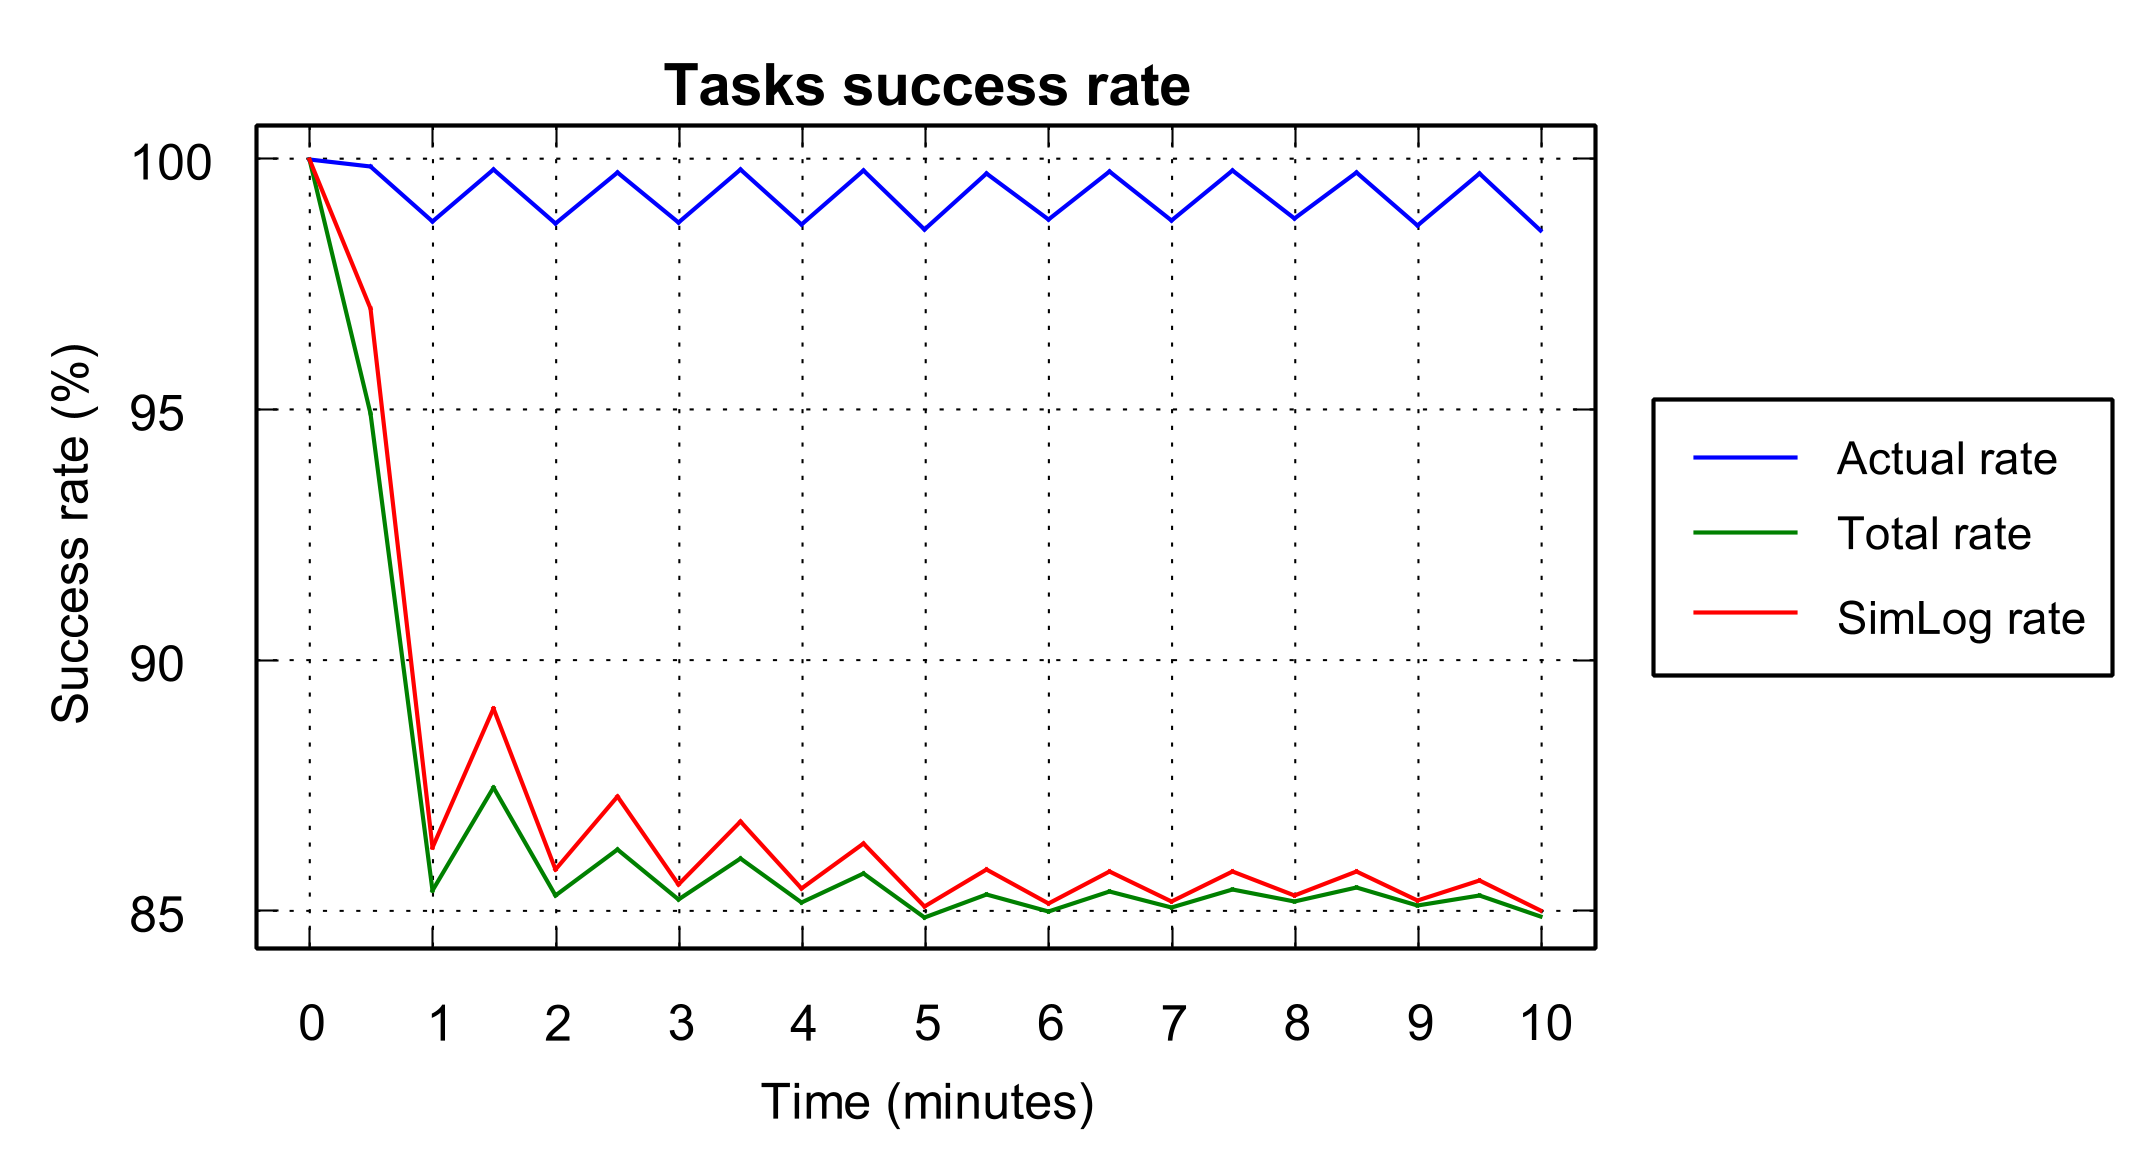 Tasks success rate
100
95
90
85
Success rate (%)
0 1 2 3 4 5 6 7 8 9 10
Time (minutes)
Actual rate
Total rate
SimLog rate